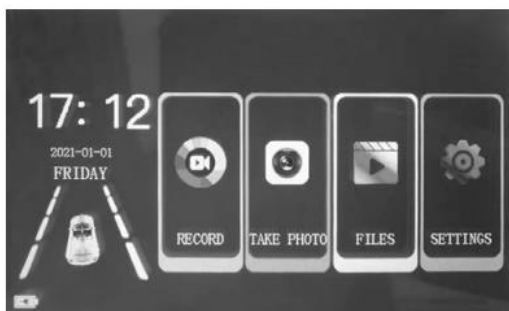 17: 12
2021-01-01
FRIDAY
RECORD
TAKE PHOTO
FILES
SETTINGS